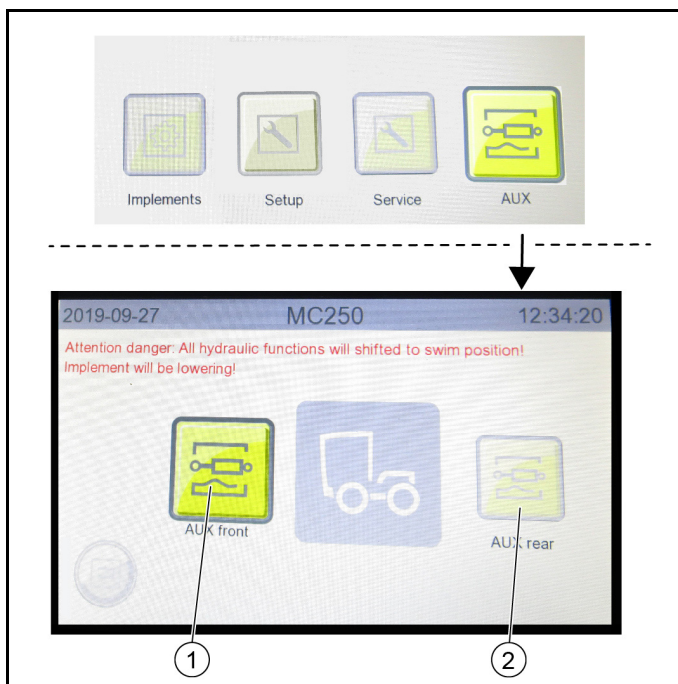 Implements
Setup
Service
AUX
2019-09-27
MC250
12:34:20
Attention danger: All hydraulic functions will shifted to swim position!
Implement will be lowering!
AUX front
AUX rear
1
2